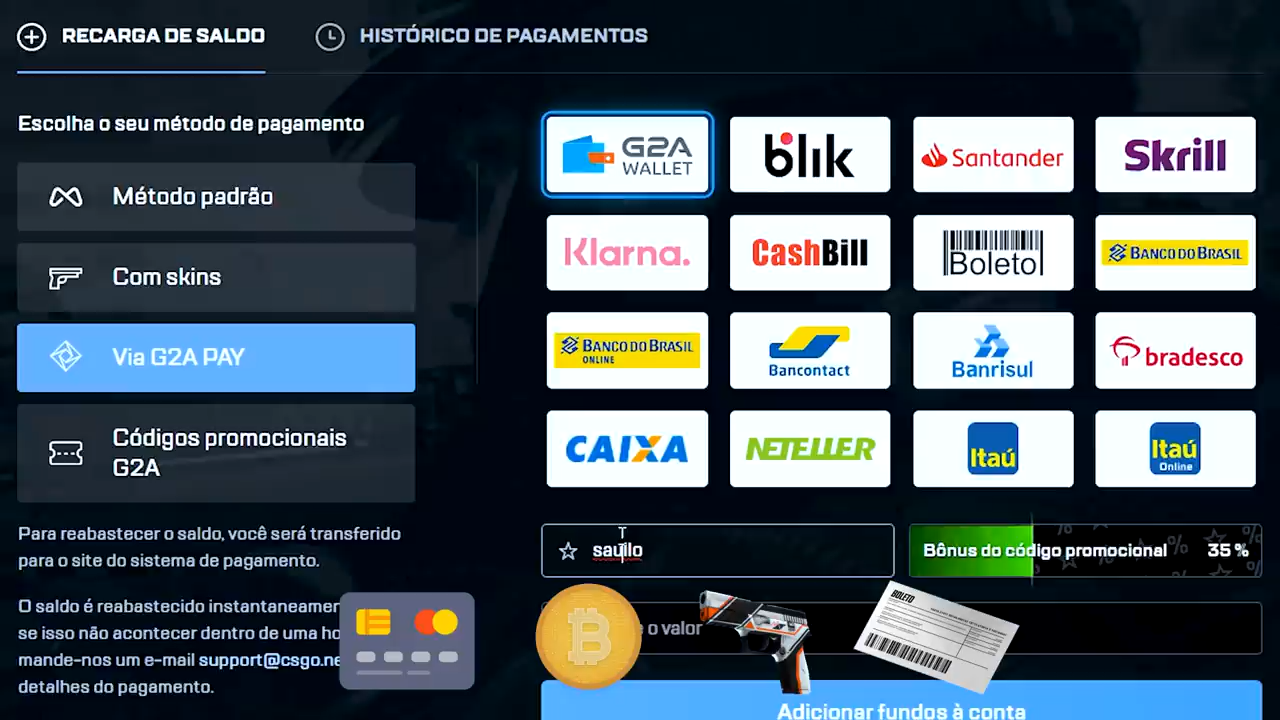 RECARGA DE SALDO
HISTÓRICO DE PAGAMENTOS
Escolha o seu método de pagamento
Método padrão
Com skins
Via G2A PAY
Códigos promocionais
G2A
Para reabastecer o saldo, você será transferido
para o site do sistema de pagamento.
O saldo é reabastecido instantaneamer
se isso não acontecer dentro de uma ho
mande-nos um e-mail support@csgo.ne
detalhes do pagamento.
G2A
WALLET
blik
Santander
Skrill
Klarna.
CashBill
Boleto
BANCO DO BRASIL
BANCO DO BRASIL
ONLINE
Bancontact
Banrisul
bradesco
CAIXA
NETELLER
Itaú
Itaú
Online
sauilo
Bônus do código promocional
35 %
o valor
BOLETO
Adicionar fundos à conta